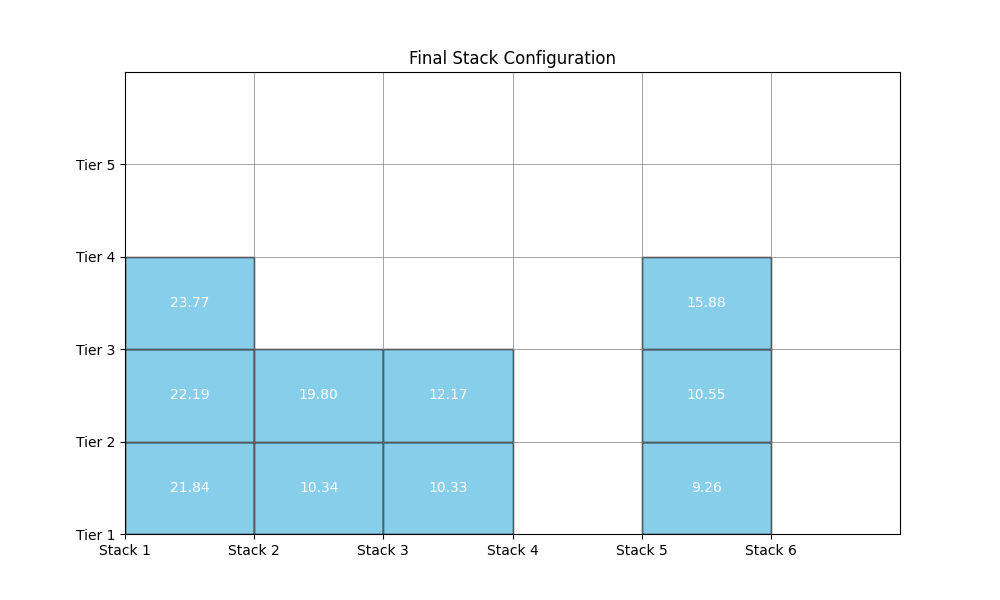 Final Stack Configuration
Tier 5
Tier 4
23.77 15.88
Tier 3
22.19 19.80 12.17 10.55
Tier 2
21.84 10.34 10.33 9.26
Tier 1
Stack 1 Stack 2 Stack 3 Stack 4 Stack 5 Stack 6